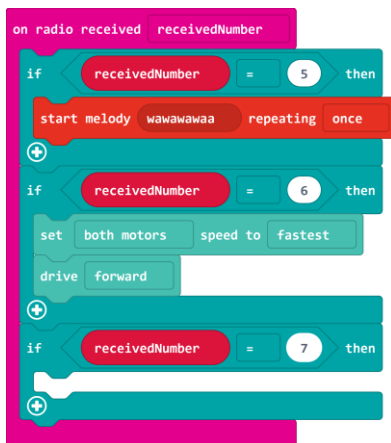 on radio received receivedNumber
if receivedNumber = 5 then
start melody wawawawaa repeating once
if receivedNumber = 6 then
set both motors speed to fastest
drive forward
if receivedNumber = 7 then